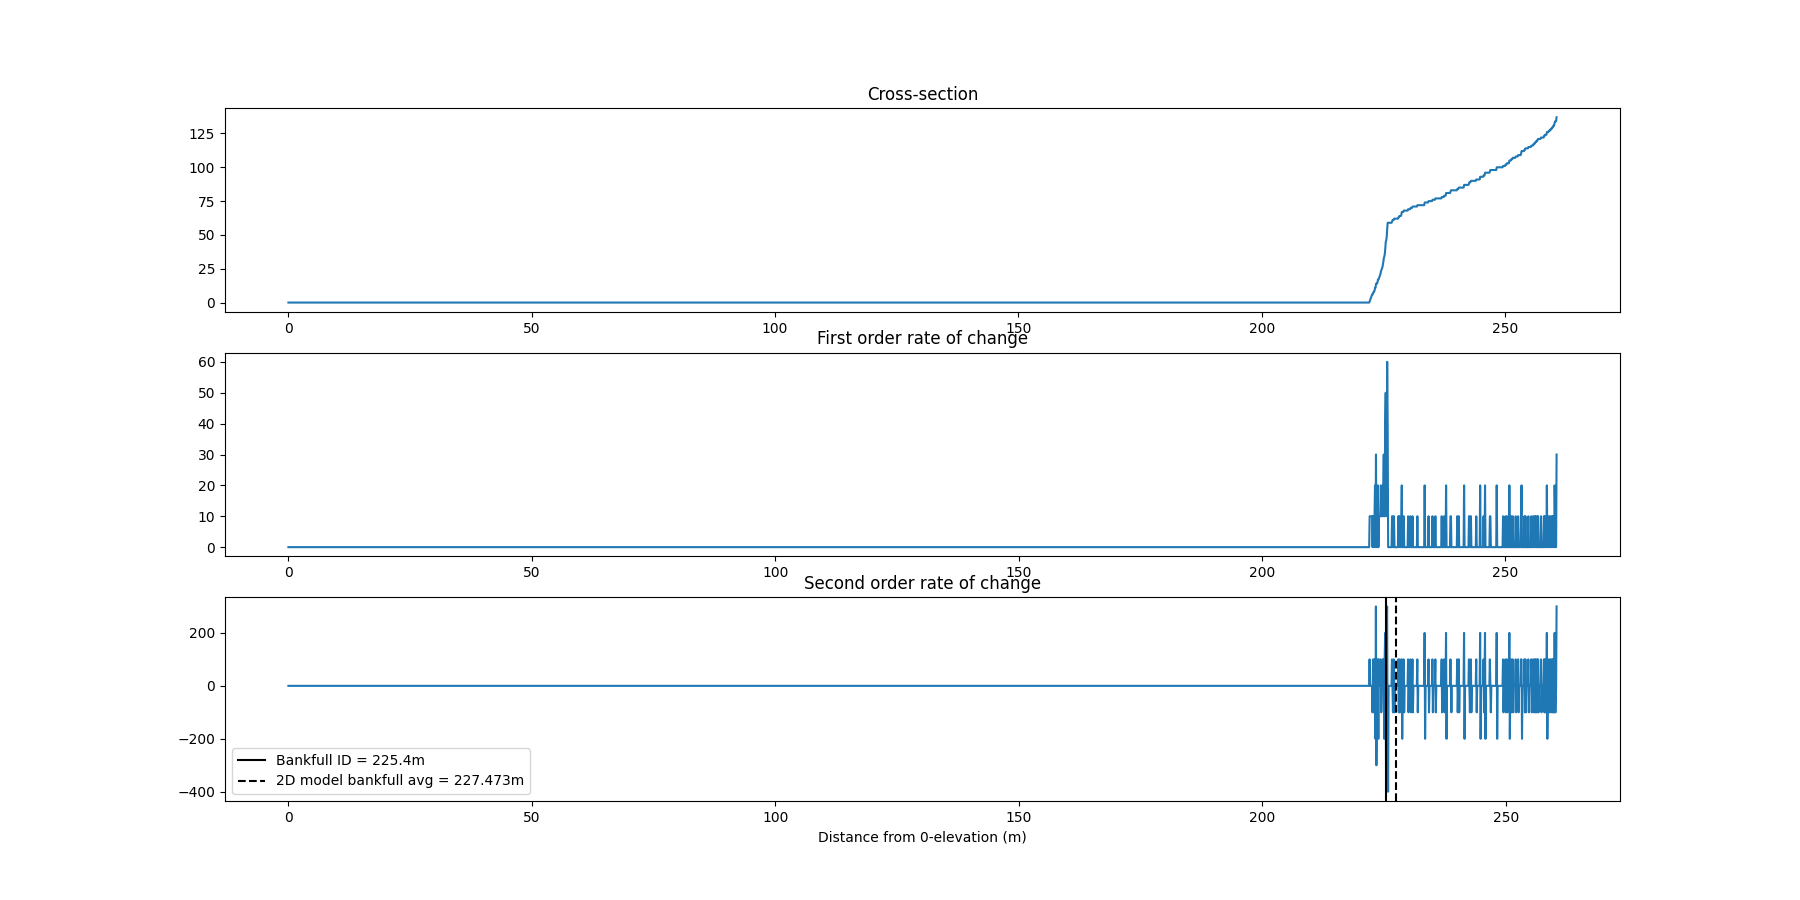 Cross-section
125
100
75
50
25
0
0 50 100 150 200 250
First order rate of change
60
50
40
30
20
10
0
0 50 100 150 200 250
Second order rate of change
200
0
−200
−400
Bankfull ID = 225.4m
2D model bankfull avg = 227.473m
0 50 100 150 200 250
Distance from 0-elevation (m)